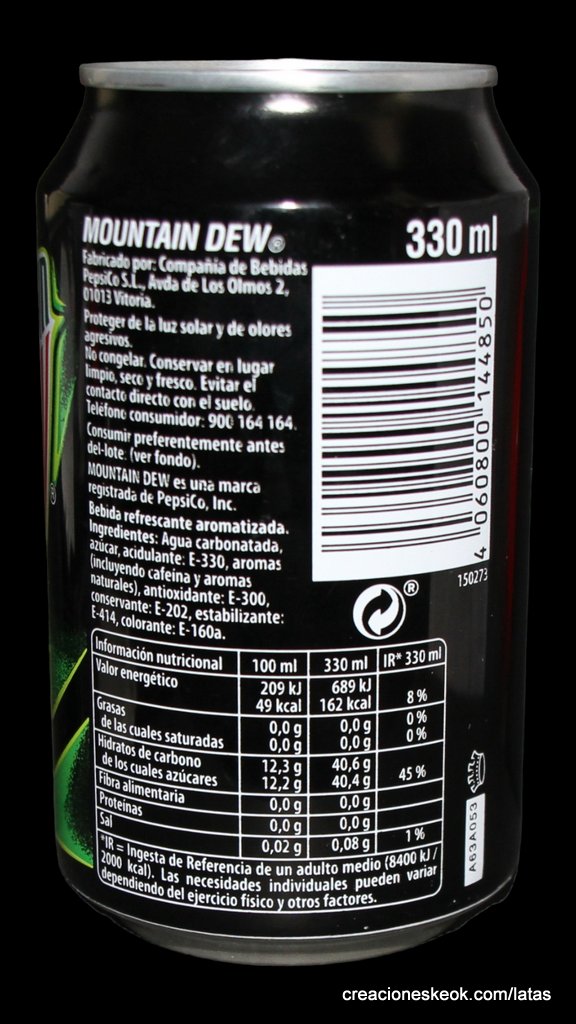 MOUNTAIN DEW®
330 ml
Fabricado por: Compañia de Bebidas
PepsiCo S.L., Avda de Los Olmos 2,
01013 Vitoria.
Proteger de la luz solar y de olores
agresivos.
No congelar. Conservar en lugar
limpio, seco y fresco. Evitar el
contacto directo con el suelo.
Teléfono consumidor: 900 164 164.
Consumir preferentemente antes
del-lote: (ver fondo).
MOUNTAIN DEW es una marca
registrada de PepsiCo, Inc.
Bebida refrescante aromatizada.
Ingredientes: Agua carbonatada,
azúcar, acidulante: E-330, aromas
(incluyendo cafeína y aromas
naturales), antioxidante: E-300,
conservante: E-202, estabilizante:
E-414, colorante: E-160a.
4 060800 144850
150273
®
Información nutricional 100 ml 330 ml IR* 330 ml
Valor energético 209 kJ 689 kJ
49 kcal 162 kcal 8 %
Grasas 0,0 g 0,0 g 0 %
de las cuales saturadas 0,0 g 0,0 g 0 %
Hidratos de carbono 12,3 g 40,6 g
de los cuales azúcares 12,2 g 40,4 g 45 %
Fibra alimentaria 0,0 g 0,0 g
Proteínas 0,0 g 0,0 g
Sal 0,02 g 0,08 g 1 %
*IR = Ingesta de Referencia de un adulto medio (8400 kJ /
2000 kcal). Las necesidades individuales pueden variar
dependiendo del ejercicio físico y otros factores.
A63A053
creacioneskeok.com/latas